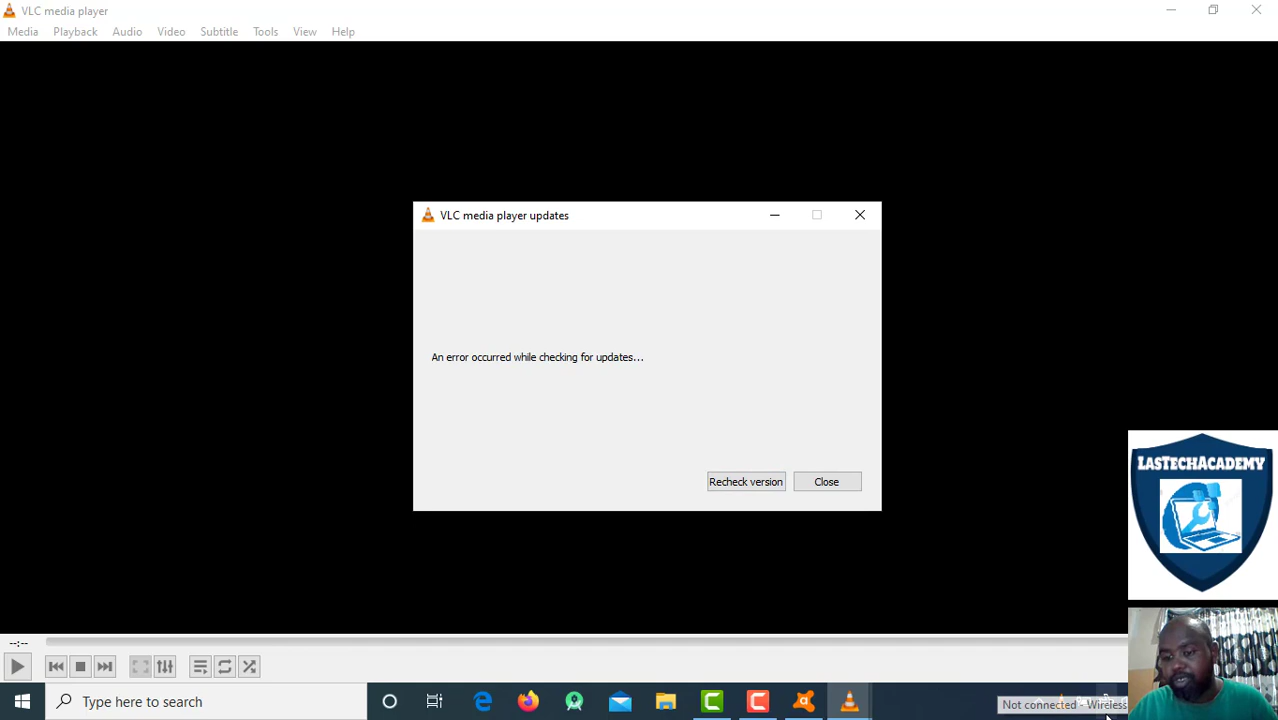 VLC media player
Media Playback Audio Video Subtitle Tools View Help
VLC media player updates
An error occurred while checking for updates...
Recheck version Close
LASTECHACADEMY
--:--
Type here to search
Not connected - Wireless